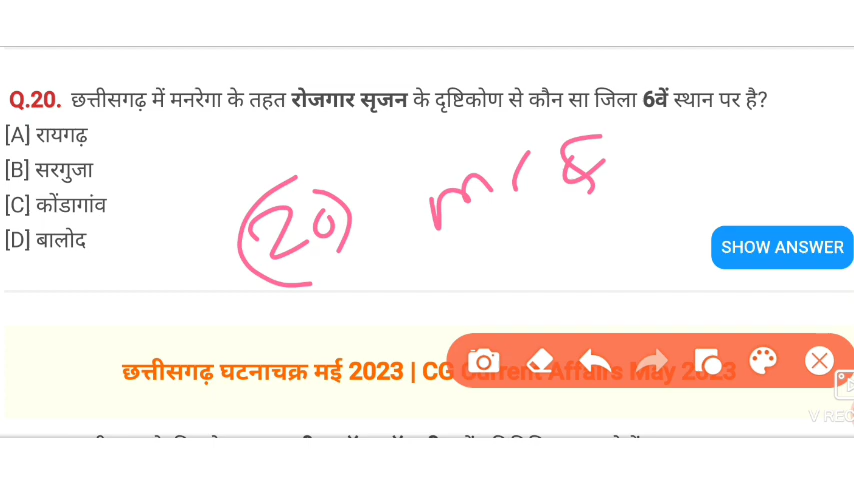 Q.20. छत्तीसगढ़ में मनरेगा के तहत रोजगार सृजन के दृष्टिकोण से कौन सा जिला 6वें स्थान पर है?
[A] रायगढ़
[B] सरगुजा
[C] कोंडागांव
[D] बालोद
(20)
SHOW ANSWER
छत्तीसगढ़ घटनाचक्र मई 2023 | CG Current Affairs May 2023
V REC